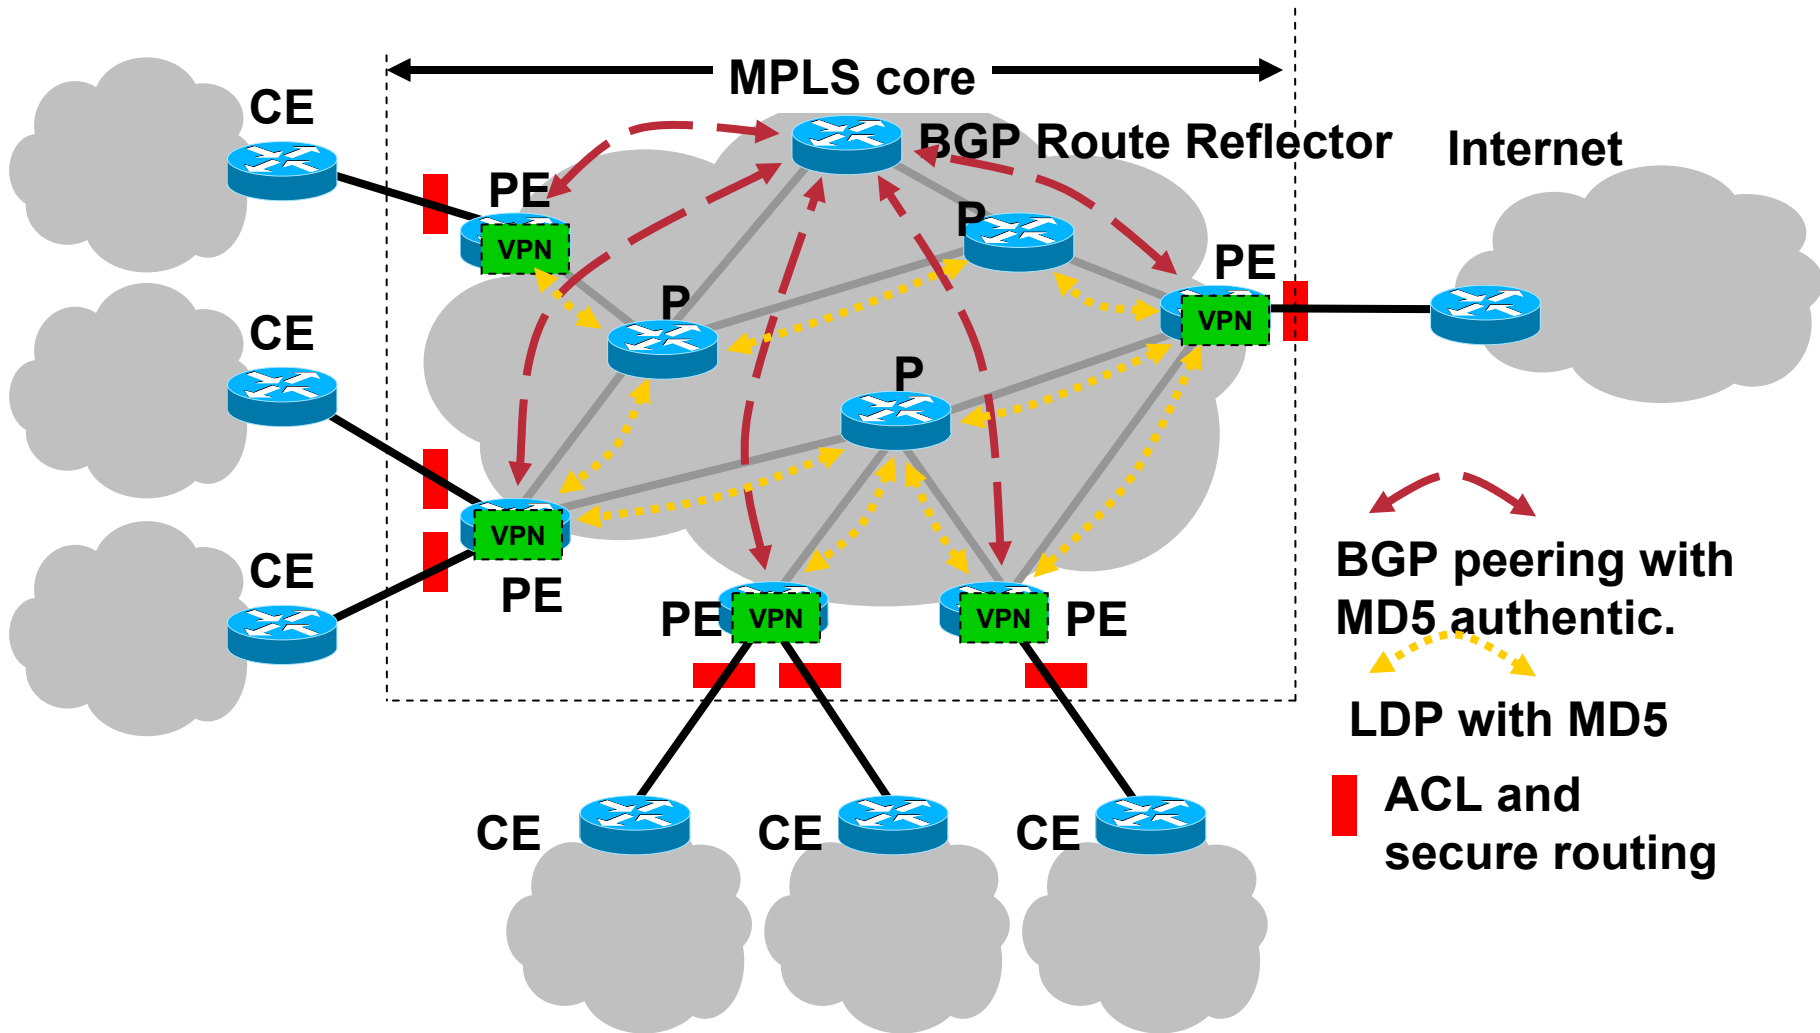 MPLS core
CE
BGP Route Reflector
Internet
PE
P
VPN
PE
P
VPN
CE
P
VPN
CE
PE
PE
VPN
VPN
PE
BGP peering with
MD5 authentic.
LDP with MD5
ACL and
secure routing
CE
CE
CE